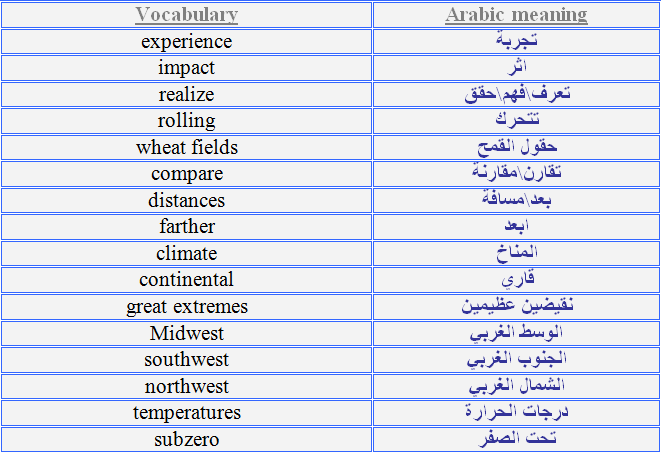 Vocabulary Arabic meaning
experience تجربة
impact اثر
realize تعرف\فهم\حقق
rolling تتحرك
wheat fields حقول القمح
compare تقارن\مقارنة
distances بعد\مسافة
farther ابعد
climate المناخ
continental قاري
great extremes نقيضين عظيمين
Midwest الوسط الغربي
southwest الجنوب الغربي
northwest الشمال الغربي
temperatures درجات الحرارة
subzero تحت الصفر